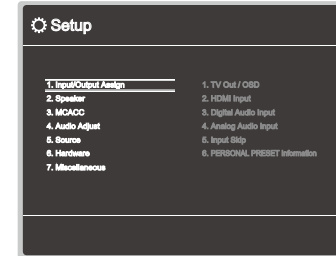 Setup
1. Input/Output Assign
2. Speaker
3. MCACC
4. Audio Adjust
5. Source
6. Hardware
7. Miscellaneous
1. TV Out / OSD
2. HDMI Input
3. Digital Audio Input
4. Analog Audio Input
5. Input Skip
6. PERSONAL PRESET Information